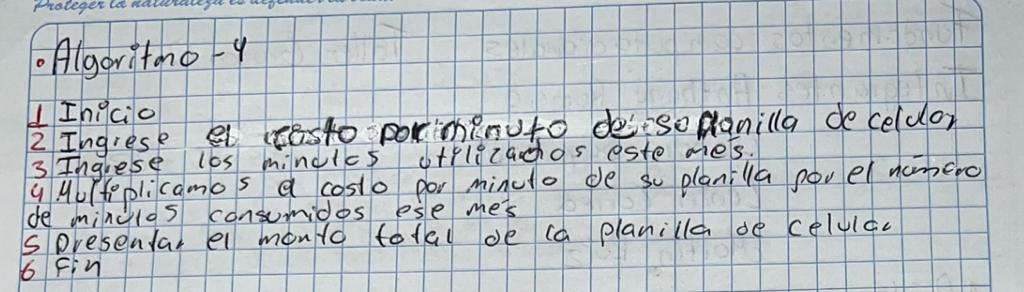 Proteger la naturaleza es
• Algoritmo - 4
1 Inicio
2 Ingrese el costo por minuto de su planilla de celular
3 Ingrese los minutos utilizados este mes.
4 Multiplicamos el costo por minuto de su planilla por el número
de minutos consumidos ese mes
5 Presentar el monto total de la planilla de celular
6 Fin